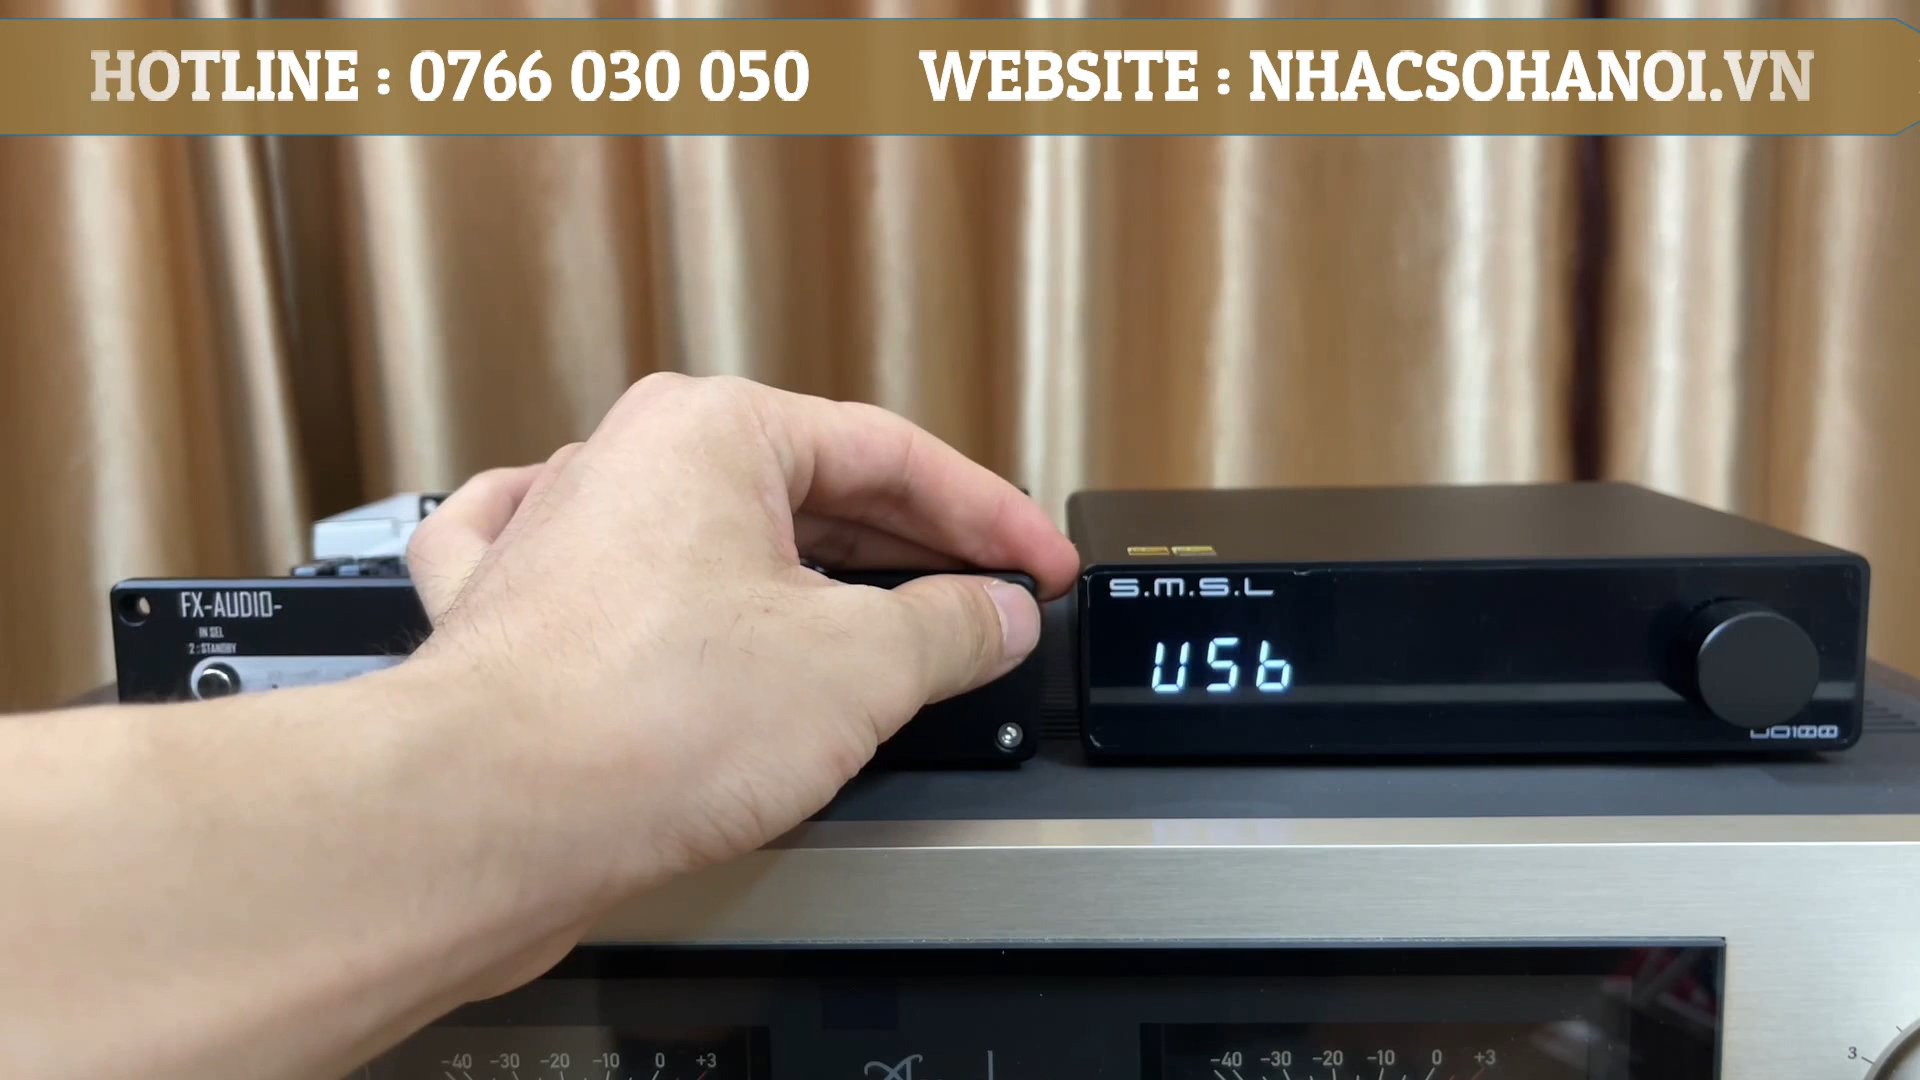 HOTLINE : 0766 030 050 WEBSITE : NHACSOHANOI.VN
FX-AUDIO-
IN SEL
2 : STANDBY
S.M.S.L
USb
-40 -30 -20 -10 0 +3
-40 -30 -20 -10 0 +3
3